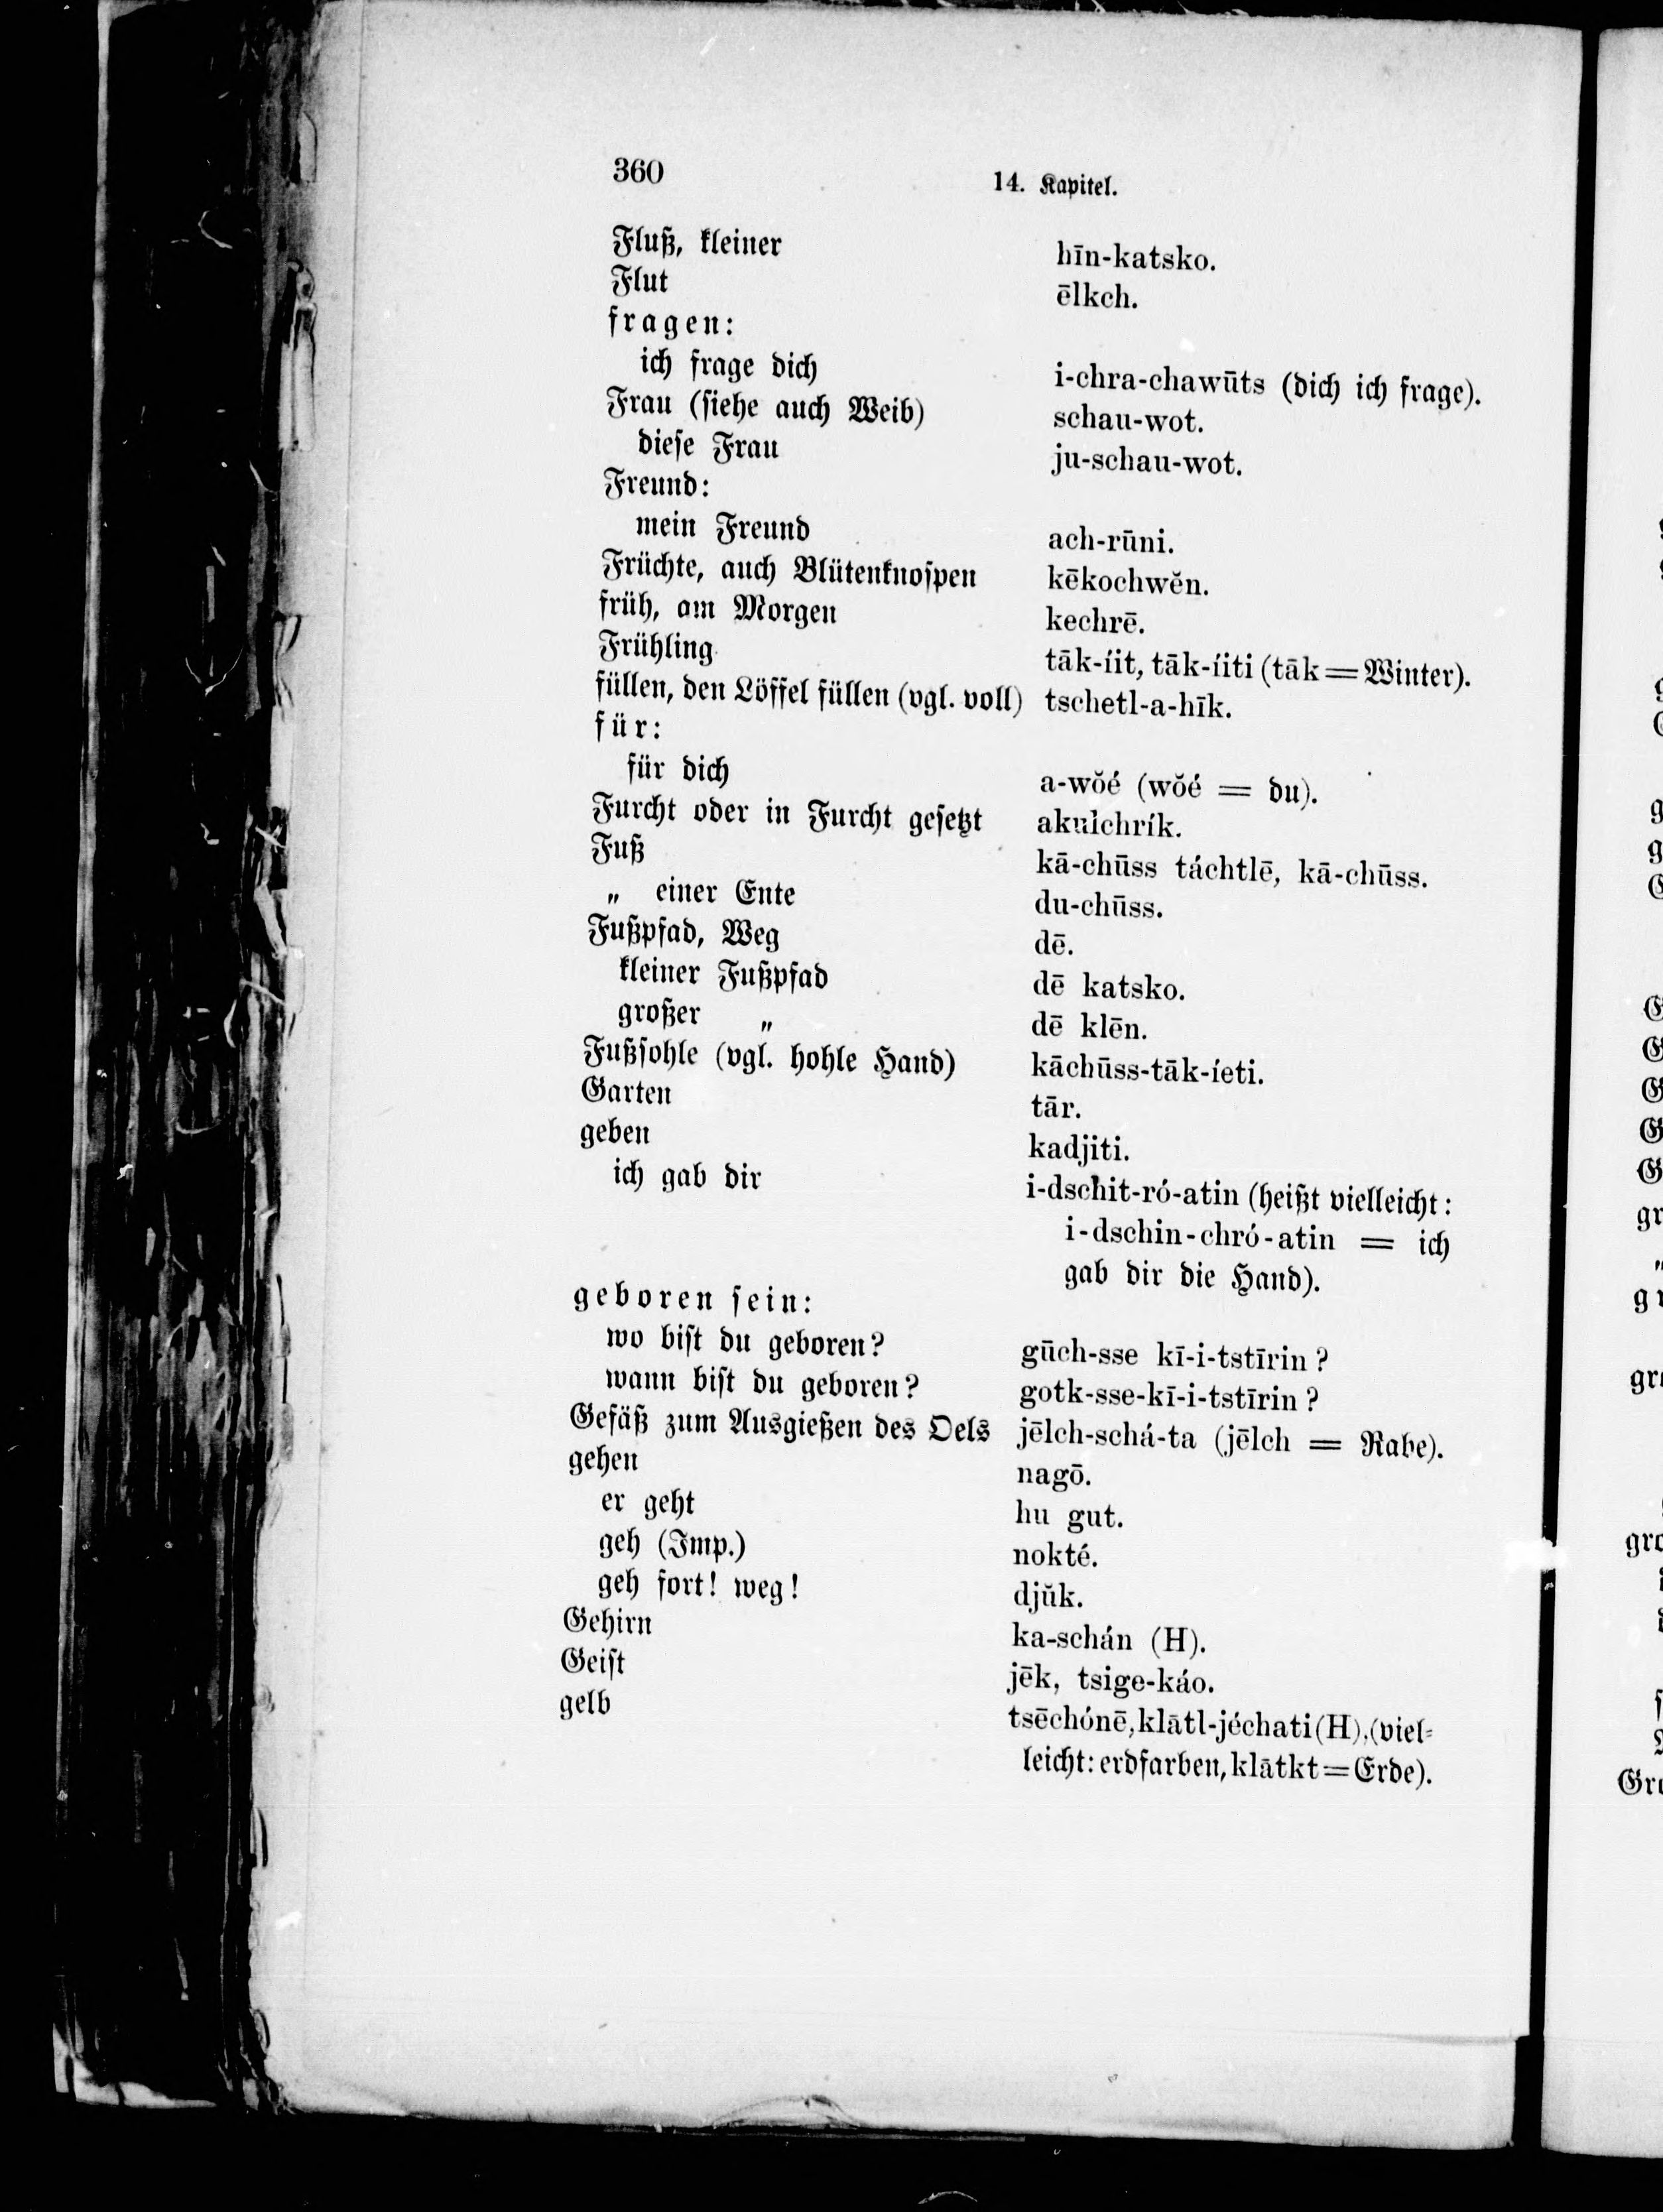 360
14. Kapitel.
Fluß, kleiner hīn-katsko.
Flut ēlkch.
fragen:
ich frage dich i-chra-chawūts (dich ich frage).
Frau (siehe auch Weib) schau-wot.
diese Frau ju-schau-wot.
Freund:
mein Freund ach-rūni.
Früchte, auch Blütenknospen kēkochwĕn.
früh, am Morgen kechrē.
Frühling tāk-íit, tāk-íiti (tāk = Winter).
füllen, den Löffel füllen (vgl. voll) tschetl-a-hīk.
für:
für dich a-wŏé (wŏé = du).
Furcht oder in Furcht gesetzt akulchrík.
Fuß kā-chūss táchtlē, kā-chūss.
„ einer Ente du-chūss.
Fußpfad, Weg dē.
kleiner Fußpfad dē katsko.
großer „ dē klēn.
Fußsohle (vgl. hohle Hand) kāchūss-tāk-íeti.
Garten tār.
geben kadjiti.
ich gab dir i-dschit-ró-atin (heißt vielleicht:
i-dschin-chró-atin = ich
gab dir die Hand).
geboren sein:
wo bist du geboren? gūch-sse kī-i-tstīrin?
wann bist du geboren? gotk-sse-kī-i-tstīrin?
Gefäß zum Ausgießen des Oels jēlch-schá-ta (jēlch = Rabe).
gehen nagō.
er geht hu gut.
geh (Imp.) nokté.
geh fort! weg! djŭk.
Gehirn ka-schán (H).
Geist jēk, tsige-káo.
gelb tsēchónē, klātl-jéchati (H), (viel-
leicht: erdfarben, klātkt = Erde).